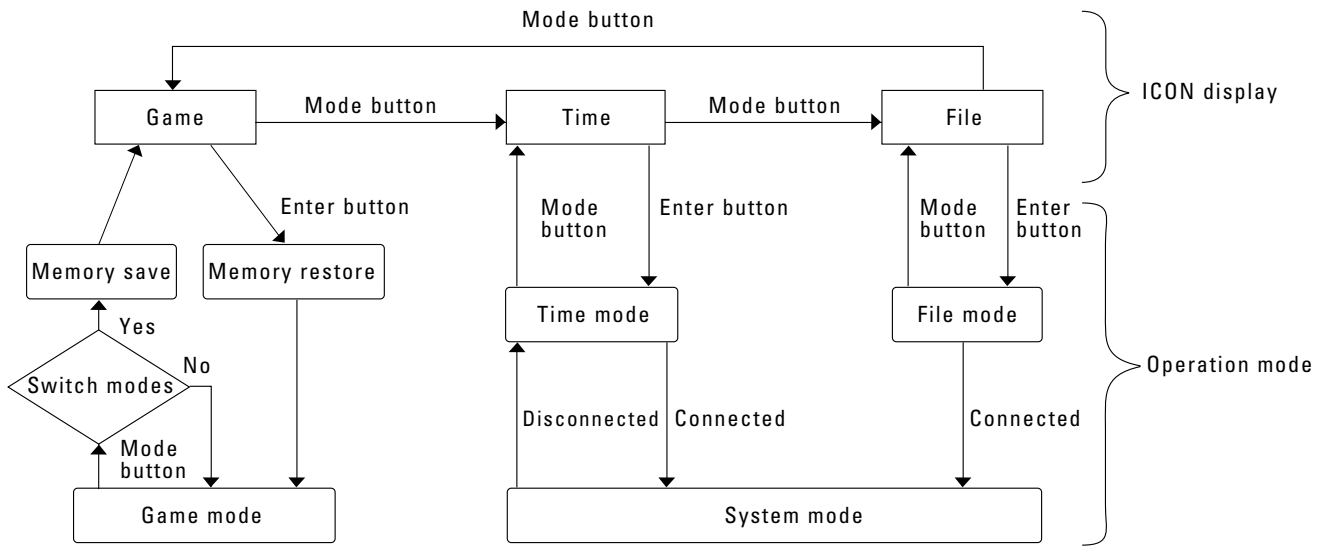 Mode button
ICON display
Game
Mode button
Time
Mode button
File
Enter button
Mode
button
Enter button
Mode
button
Enter
button
Memory save
Memory restore
Time mode
File mode
Yes
No
Switch modes
Operation mode
Disconnected
Connected
Connected
Mode
button
Game mode
System mode